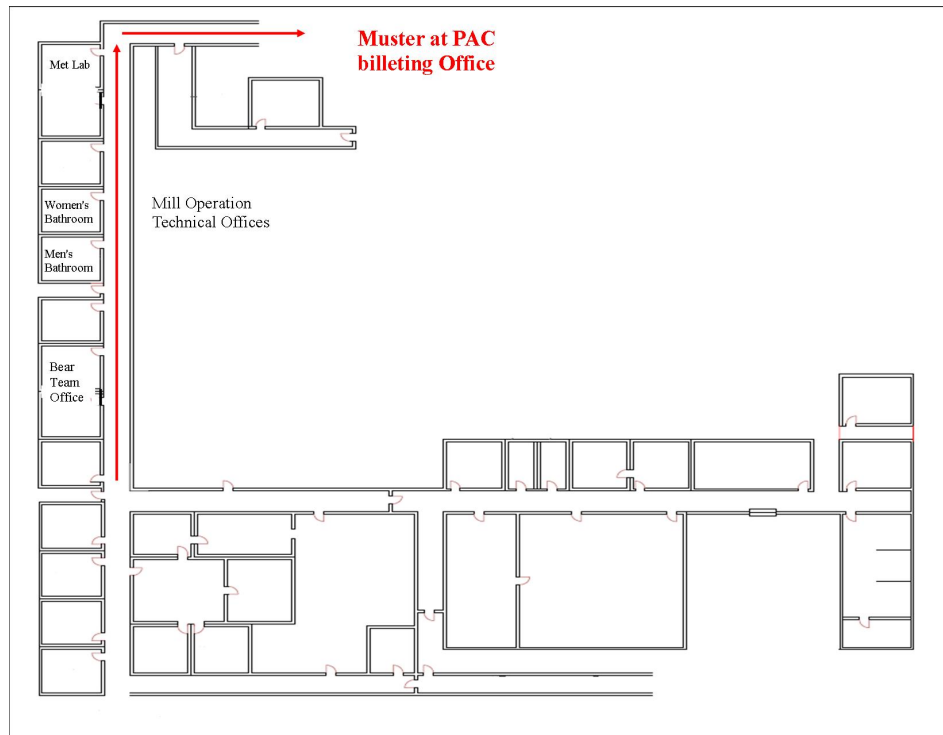 Muster at PAC
billeting Office
Met Lab
Women's
Bathroom
Men's
Bathroom
Mill Operation
Technical Offices
Bear
Team
Office